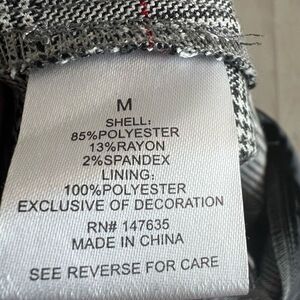 M
SHELL:
85%POLYESTER
13%RAYON
2%SPANDEX
LINING:
100%POLYESTER
EXCLUSIVE OF DECORATION
RN# 147635
MADE IN CHINA
SEE REVERSE FOR CARE